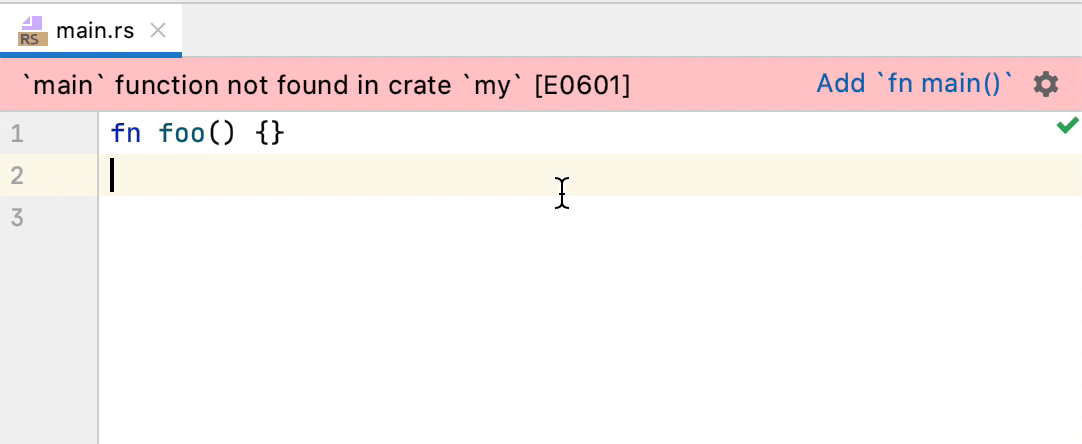 RS main.rs
`main` function not found in crate `my` [E0601] Add `fn main()`
1 fn foo() {}
2
3